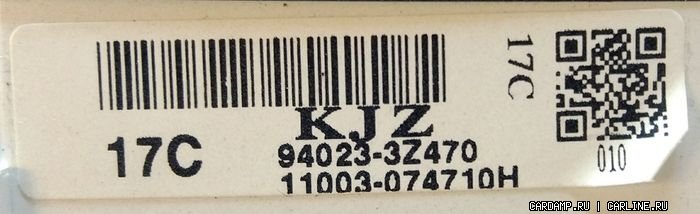 KJZ
17C
94023-3Z470
11003-074710H
17C
010
CARDAMP.RU | CARLINE.RU